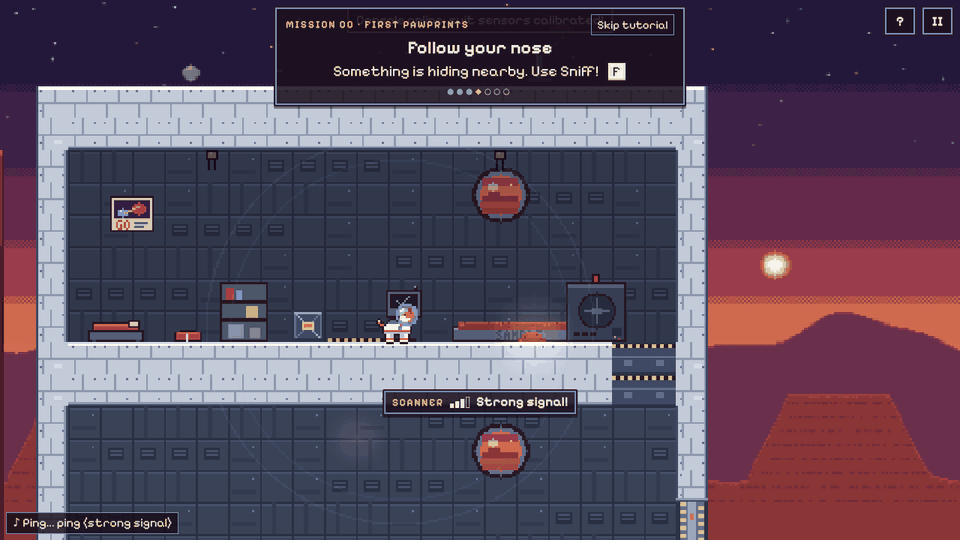 MISSION 00 · FIRST PAWPRINTS
Skip tutorial
Follow your nose
Something is hiding nearby. Use Sniff! F
?
GO
SCANNER Strong signal!
♪ Ping... ping (strong signal)